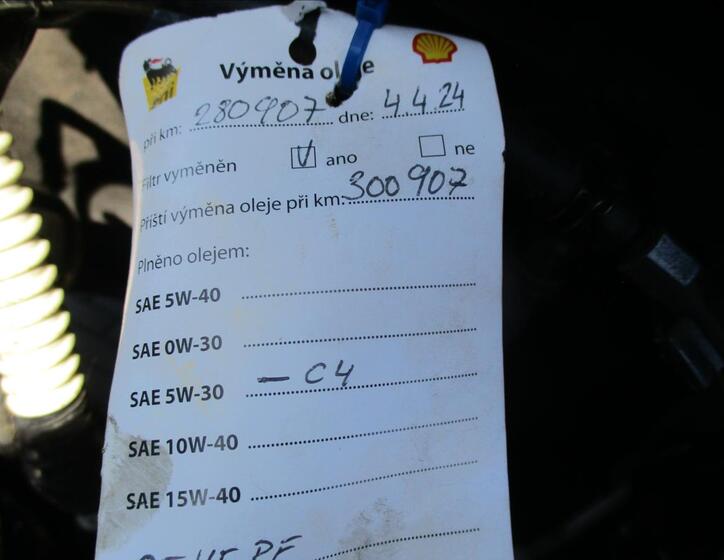 eni
Výměna oleje
při km: 280907 dne: 4.4.24
Filtr vyměněn V ano ne
Příští výměna oleje při km: 300907
Plněno olejem:
SAE 5W-40
SAE 0W-30
SAE 5W-30 - C4
SAE 10W-40
SAE 15W-40